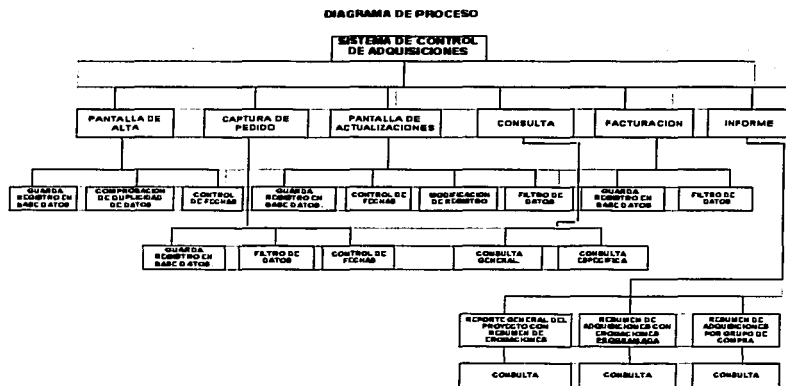 DIAGRAMA DE PROCESO
SISTEMA DE CONTROL
DE ADQUISICIONES
PANTALLA DE
ALTA
CAPTURA DE
PEDIDO
PANTALLA DE
ACTUALIZACIONES
CONSULTA
FACTURACION
INFORME
GUARDA
REGISTRO EN
BASE DATOS
COMPROBACION
DE DUPLICIDAD
DE DATOS
CONTROL
DE FECHAS
GUARDA
REGISTRO EN
BASE DATOS
CONTROL DE
FECHAS
MODIFICACION
DE REGISTRO
FILTRO DE
DATOS
GUARDA
REGISTRO EN
BASE DATOS
FILTRO DE
DATOS
GUARDA
REGISTRO EN
BASE DATOS
FILTRO DE
DATOS
CONTROL DE
FECHAS
CONSULTA
GENERAL
CONSULTA
ESPECIFICA
REPORTE GENERAL DEL
PROYECTO CON
RESUMEN DE
EROGACIONES
RESUMEN DE
ADQUISICIONES CON
EROGACIONES
PROGRAMADA
RESUMEN DE
ADQUISICIONES
POR GRUPO DE
COMPRA
CONSULTA
CONSULTA
CONSULTA